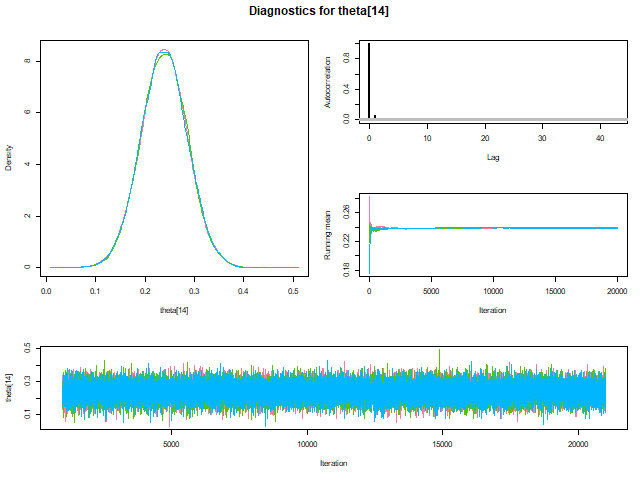 Diagnostics for theta[14]
Density
0 2 4 6 8
0.0 0.1 0.2 0.3 0.4 0.5
theta[14]
Autocorrelation
0.0 0.4 0.8
0 10 20 30 40
Lag
Running mean
0.18 0.22 0.26
0 5000 10000 15000 20000
Iteration
theta[14]
0.1 0.3 0.5
5000 10000 15000 20000
Iteration